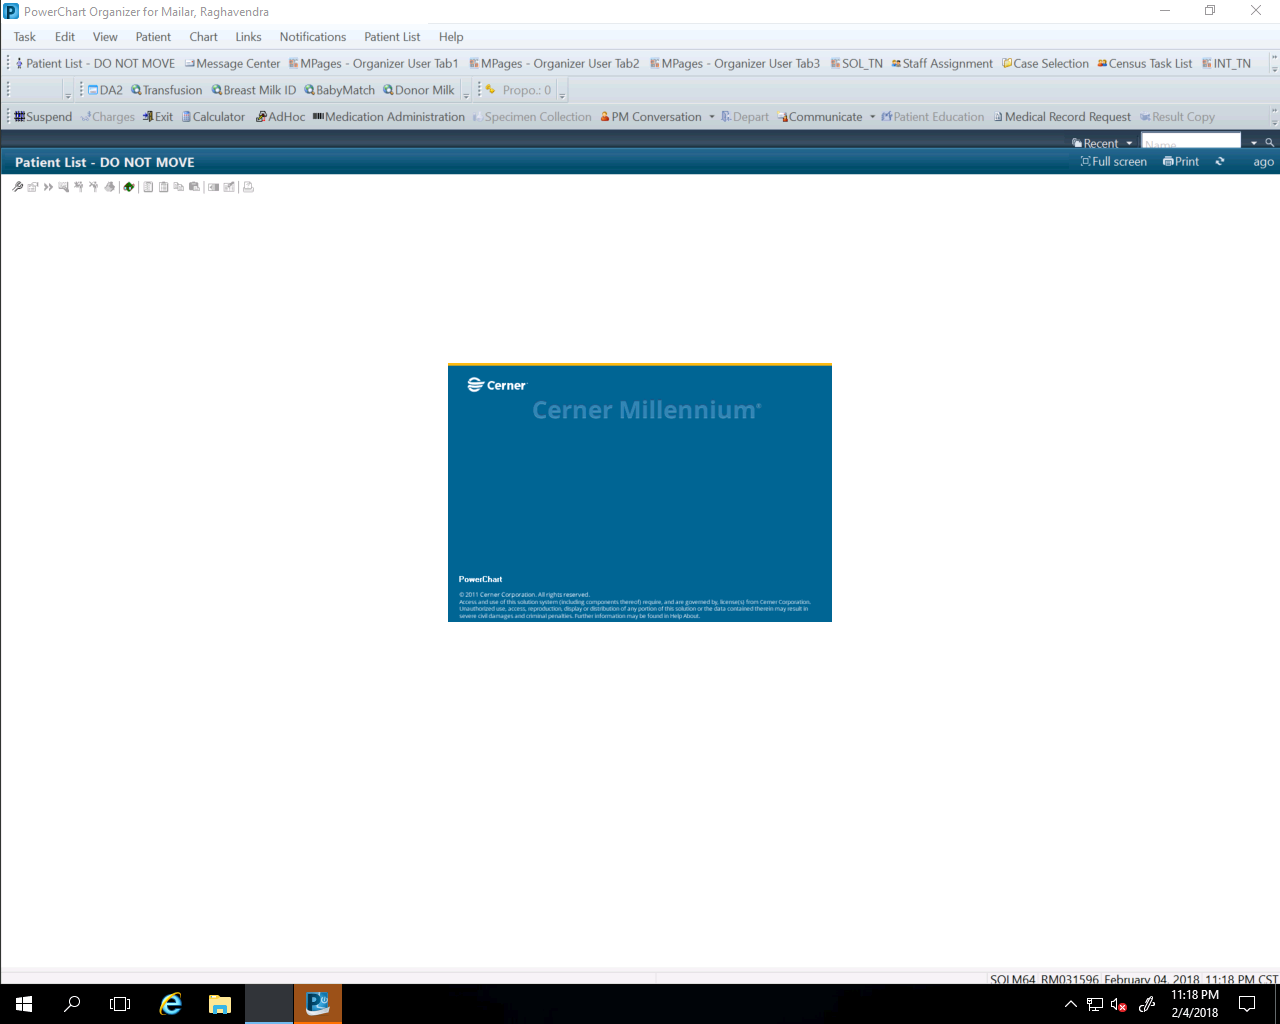 PowerChart Organizer for Mailar, Raghavendra
Task Edit View Patient Chart Links Notifications Patient List Help
Patient List - DO NOT MOVE Message Center MPages - Organizer User Tab1 MPages - Organizer User Tab2 MPages - Organizer User Tab3 SOL_TN Staff Assignment Case Selection Census Task List INT_TN
DA2 Transfusion Breast Milk ID BabyMatch Donor Milk Propo.: 0
Suspend Charges Exit Calculator AdHoc Medication Administration Specimen Collection PM Conversation Depart Communicate Patient Education Medical Record Request Result Copy
Recent Name
Patient List - DO NOT MOVE Full screen Print ago
Cerner
Cerner Millennium®
PowerChart
© 2011 Cerner Corporation. All rights reserved.
Access and use of this solution system (including components thereof) require, and are governed by, license(s) from Cerner Corporation.
Unauthorized use, access, reproduction, display or distribution of any portion of this solution or the data contained therein may result in
severe civil damages and criminal penalties. Further information may be found in Help About.
SOLM64 RM031596 February 04, 2018 11:18 PM CST
11:18 PM
2/4/2018